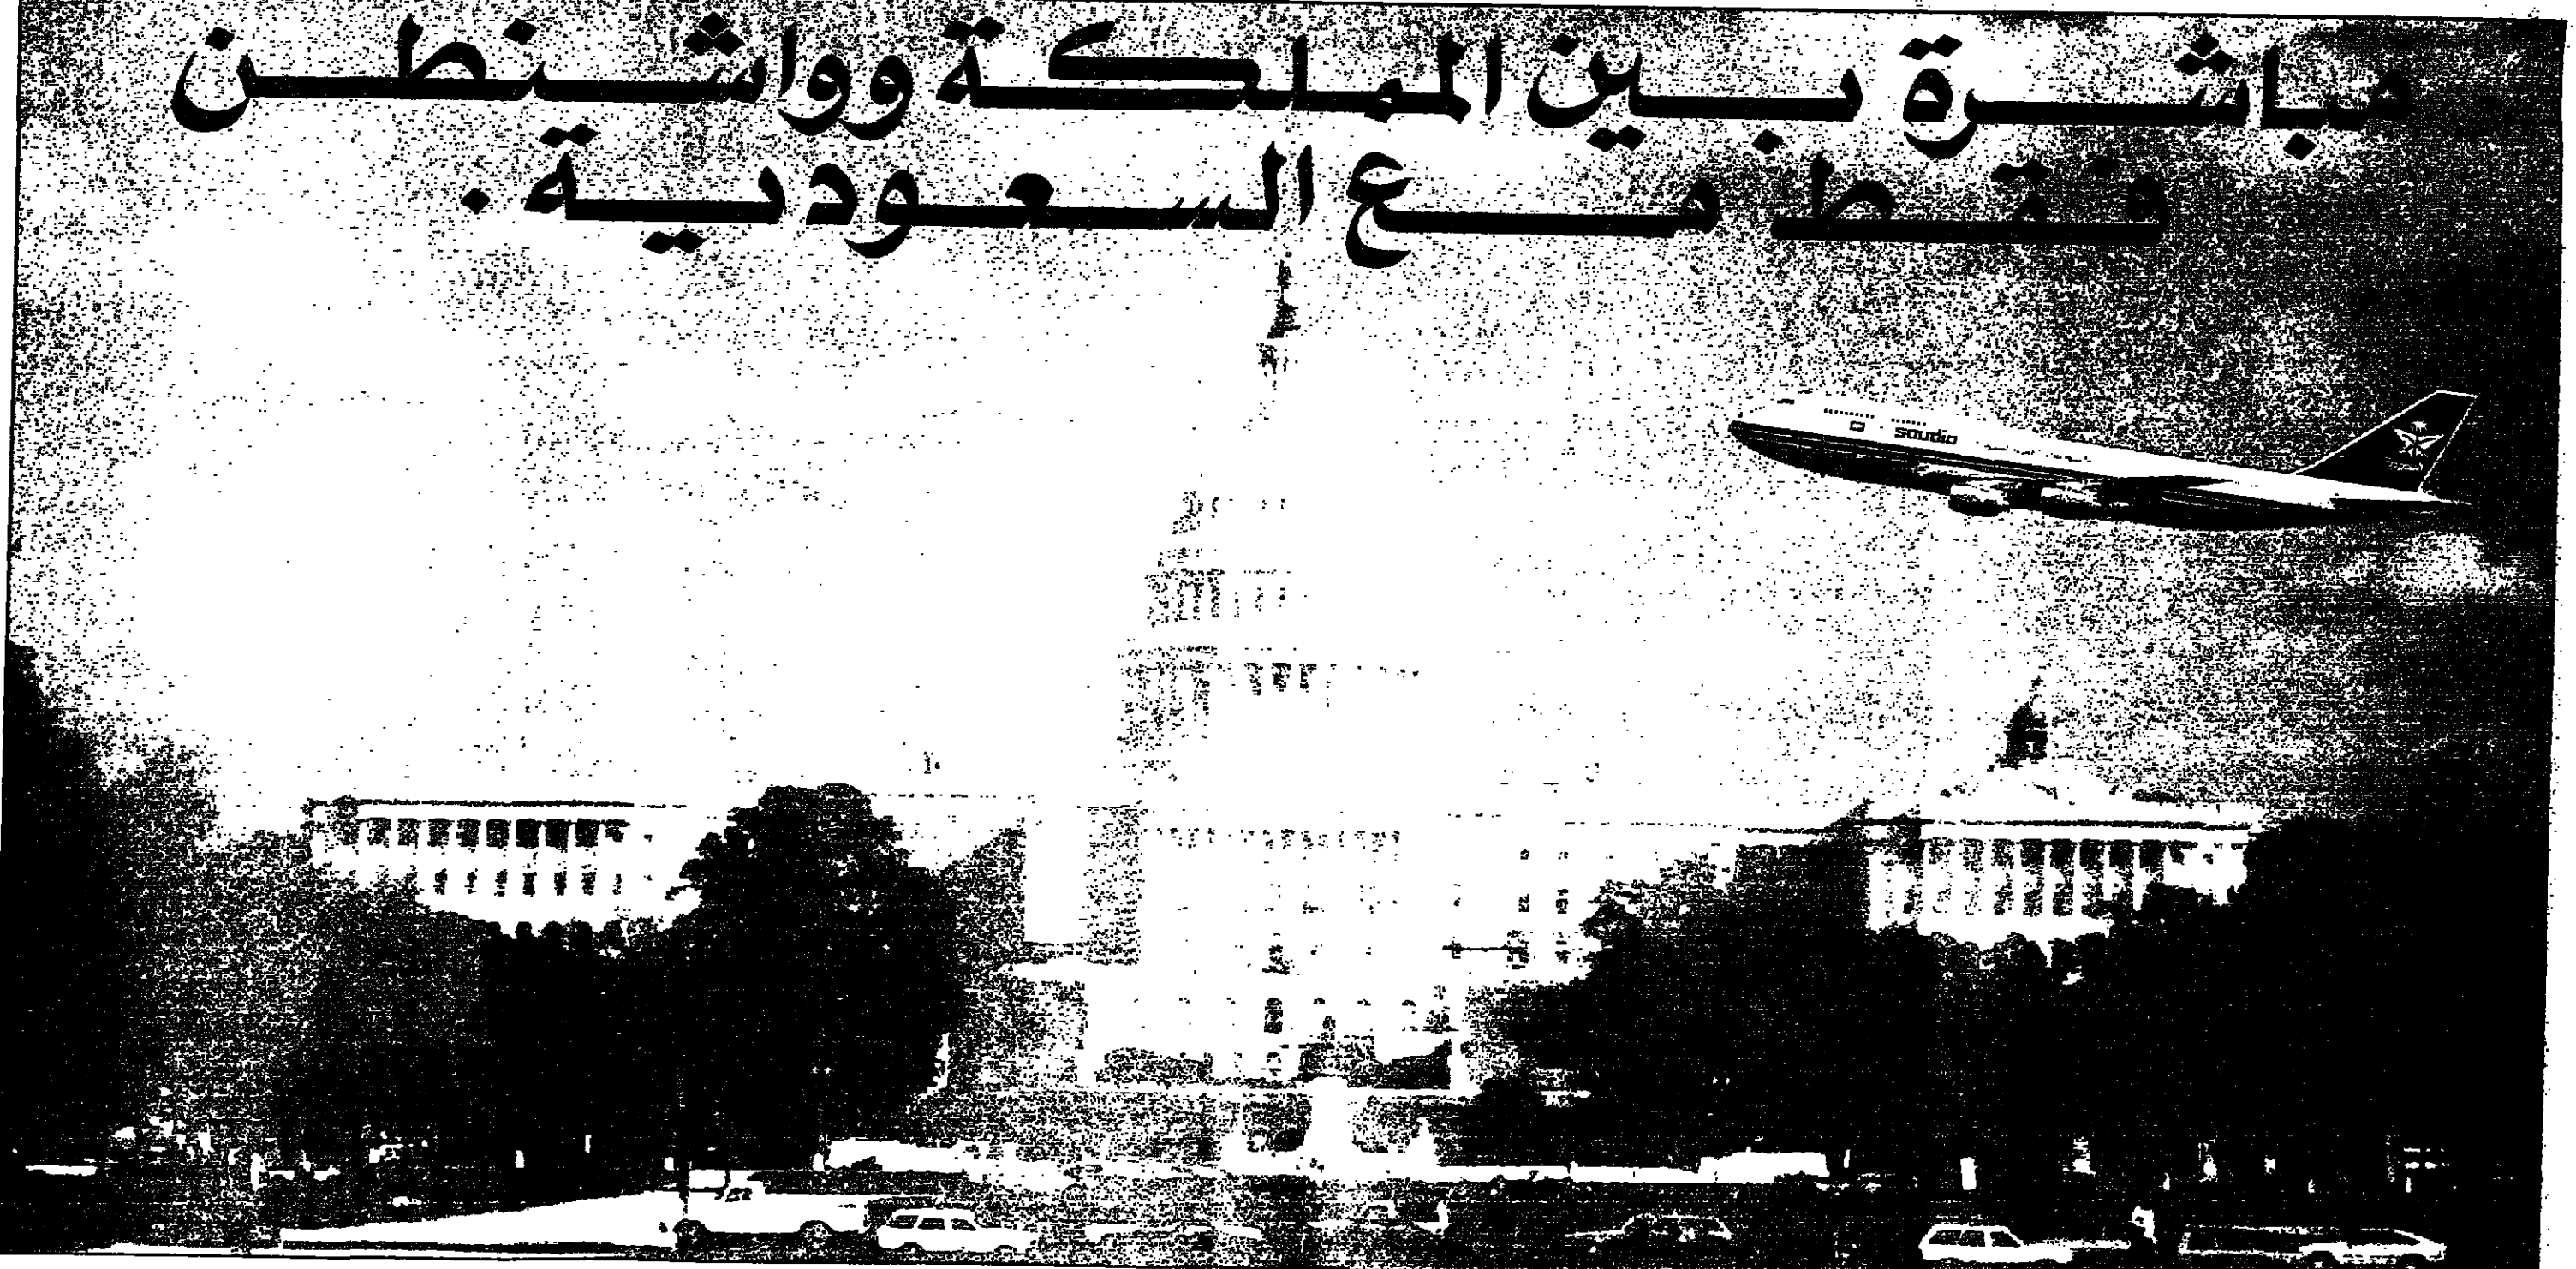 مباشرة بين المملكة وواشنطن
فقط مع السعودية .
saudia